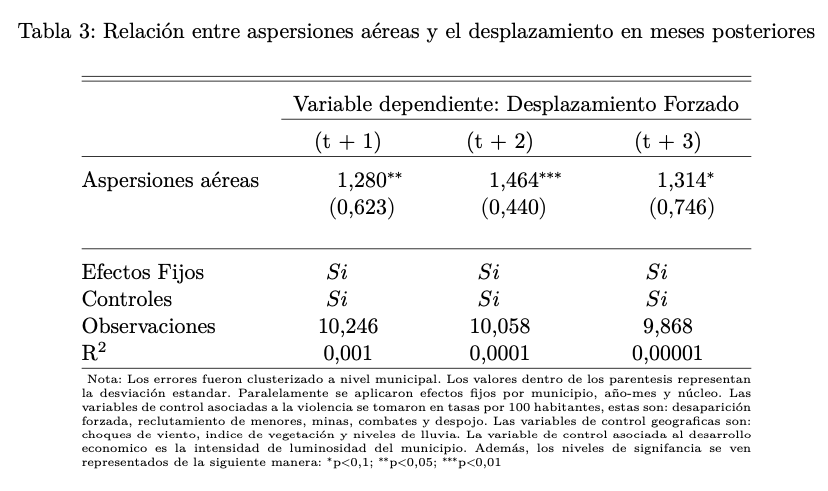 Tabla 3: Relación entre aspersiones aéreas y el desplazamiento en meses posteriores
Variable dependiente: Desplazamiento Forzado
(t + 1) (t + 2) (t + 3)
Aspersiones aéreas 1,280** 1,464*** 1,314*
(0,623) (0,440) (0,746)
Efectos Fijos Si Si Si
Controles Si Si Si
Observaciones 10,246 10,058 9,868
R² 0,001 0,0001 0,00001
Nota: Los errores fueron clusterizado a nivel municipal. Los valores dentro de los parentesis representan
la desviación estandar. Paralelamente se aplicaron efectos fijos por municipio, año-mes y núcleo. Las
variables de control asociadas a la violencia se tomaron en tasas por 100 habitantes, estas son: desaparición
forzada, reclutamiento de menores, minas, combates y despojo. Las variables de control geograficas son:
choques de viento, indice de vegetación y niveles de lluvia. La variable de control asociada al desarrollo
economico es la intensidad de luminosidad del municipio. Además, los niveles de signifancia se ven
representados de la siguiente manera: *p<0,1; **p<0,05; ***p<0,01